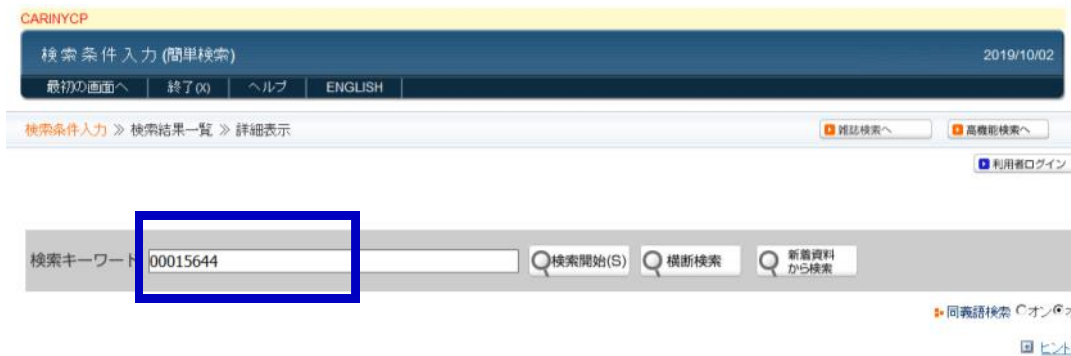 CARINYCP
検索条件入力(簡単検索) 2019/10/02
最初の画面へ 終了(X) ヘルプ ENGLISH
検索条件入力 ≫ 検索結果一覧 ≫ 詳細表示 雑誌検索へ 高機能検索へ
利用者ログイン
検索キーワード 00015644 検索開始(S) 横断検索 新着資料
から検索
同義語検索 オン
ヒント